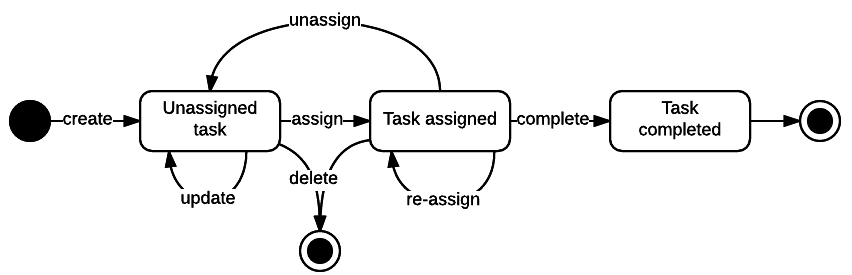 unassign
create
Unassigned
task
assign
Task assigned
complete
Task
completed
delete
update
re-assign